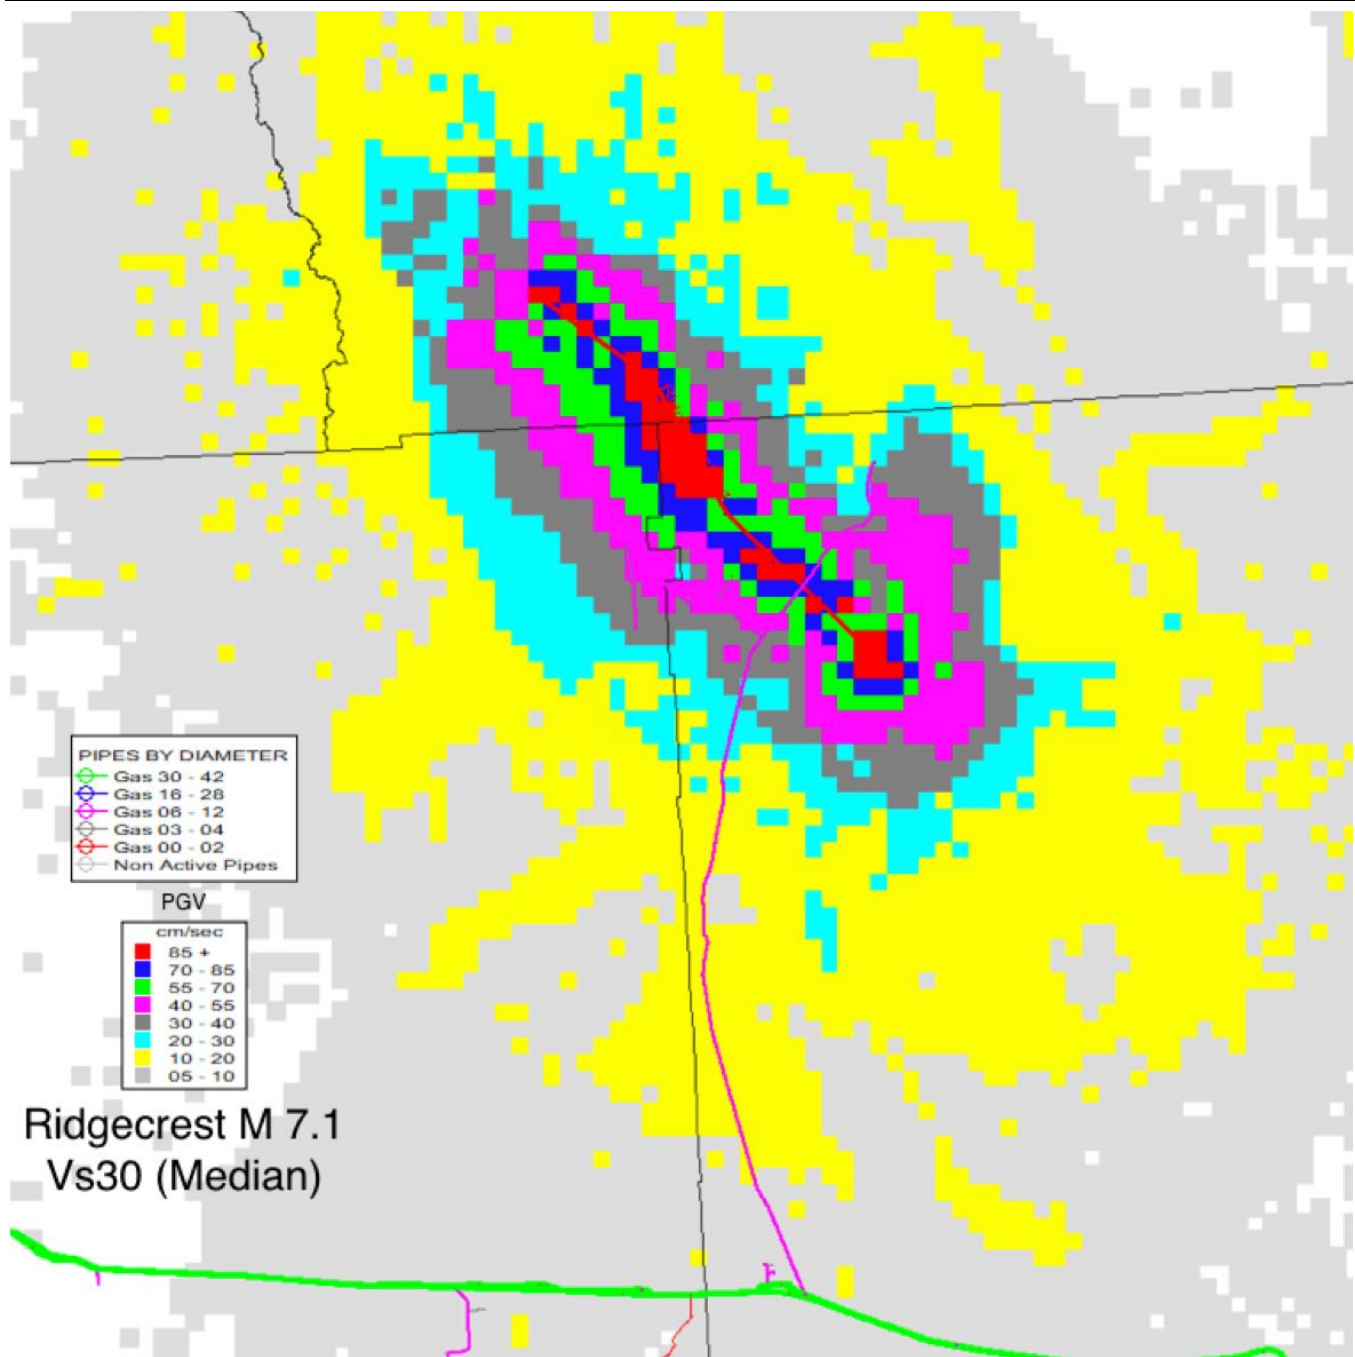 PIPES BY DIAMETER
Gas 30 - 42
Gas 16 - 28
Gas 06 - 12
Gas 03 - 04
Gas 00 - 02
Non Active Pipes
PGV
cm/sec
85 +
70 - 85
55 - 70
40 - 55
30 - 40
20 - 30
10 - 20
05 - 10
Ridgecrest M 7.1
Vs30 (Median)